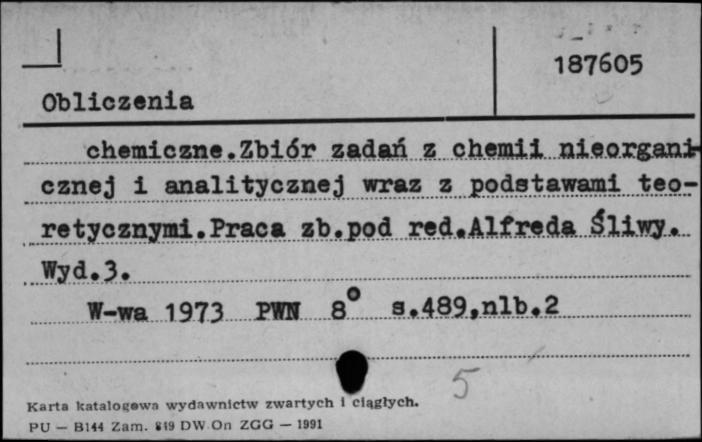 187605
Obliczenia
chemiczne.Zbiór zadań z chemii nieorgani-
cznej i analitycznej wraz z podstawami teo-
retycznymi.Praca zb.pod red.Alfreda Śliwy.
Wyd.3.
W-wa 1973 PWN 8° s.489,nlb.2
5
Karta katalogowa wydawnictw zwartych i ciągłych.
PU — B144 Zam. 819 DW On ZGG — 1991